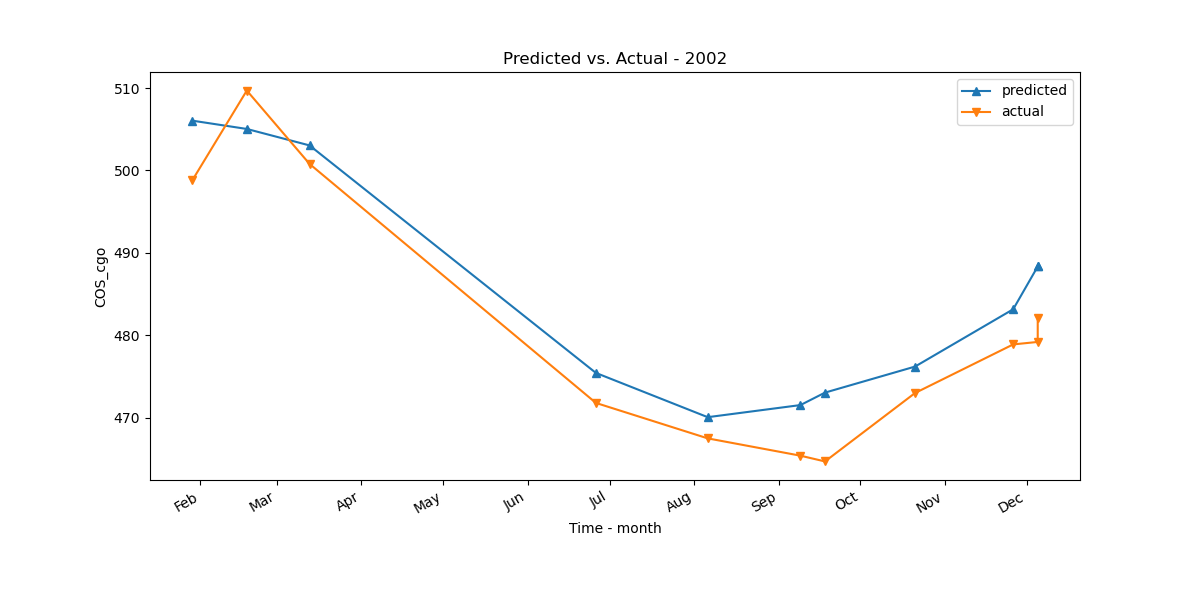 Predicted vs. Actual - 2002
predicted
actual
COS_cgo
510
500
490
480
470
Feb
Mar
Apr
May
Jun
Jul
Aug
Sep
Oct
Nov
Dec
Time - month